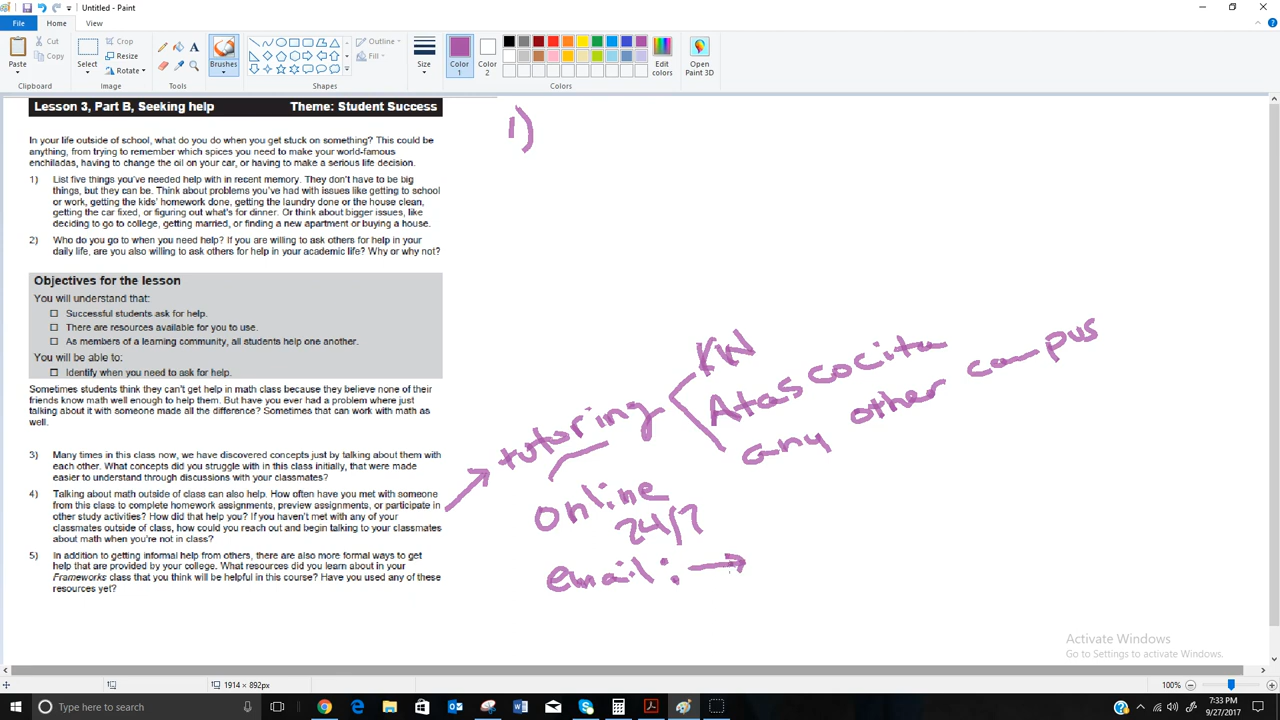 Untitled - Paint
File
Home
View
Paste
Cut
Copy
Clipboard
Select
Crop
Resize
Rotate
Image
Tools
Brushes
Shapes
Outline
Fill
Size
Color 1
Color 2
Colors
Edit colors
Open Paint 3D
Lesson 3, Part B, Seeking help Theme: Student Success
In your life outside of school, what do you do when you get stuck on something? This could be
anything, from trying to remember which spices you need to make your world-famous
enchiladas, having to change the oil on your car, or having to make a serious life decision.
1) List five things you've needed help with in recent memory. They don't have to be big
things, but they can be. Think about problems you've had with issues like getting to school
or work, getting the kids' homework done, getting the laundry done or the house clean,
getting the car fixed, or figuring out what's for dinner. Or think about bigger issues, like
deciding to go to college, getting married, or finding a new apartment or buying a house.
2) Who do you go to when you need help? If you are willing to ask others for help in your
daily life, are you also willing to ask others for help in your academic life? Why or why not?
Objectives for the lesson
You will understand that:
Successful students ask for help.
There are resources available for you to use.
As members of a learning community, all students help one another.
You will be able to:
Identify when you need to ask for help.
Sometimes students think they can't get help in math class because they believe none of their
friends know math well enough to help them. But have you ever had a problem where just
talking about it with someone made all the difference? Sometimes that can work with math as
well.
3) Many times in this class now, we have discovered concepts just by talking about them with
each other. What concepts did you struggle with in this class initially, that were made
easier to understand through discussions with your classmates?
4) Talking about math outside of class can also help. How often have you met with someone
from this class to complete homework assignments, preview assignments, or participate in
other study activities? How did that help you? If you haven't met with any of your
classmates outside of class, how could you reach out and begin talking to your classmates
about math when you're not in class?
5) In addition to getting informal help from others, there are also more formal ways to get
help that are provided by your college. What resources did you learn about in your
Frameworks class that you think will be helpful in this course? Have you used any of these
resources yet?
1)
tutoring
KW
Atascocita
any other campus
Online
24/7
email:
Activate Windows
Go to Settings to activate Windows.
1914 × 892px
100%
Type here to search
7:33 PM
9/27/2017